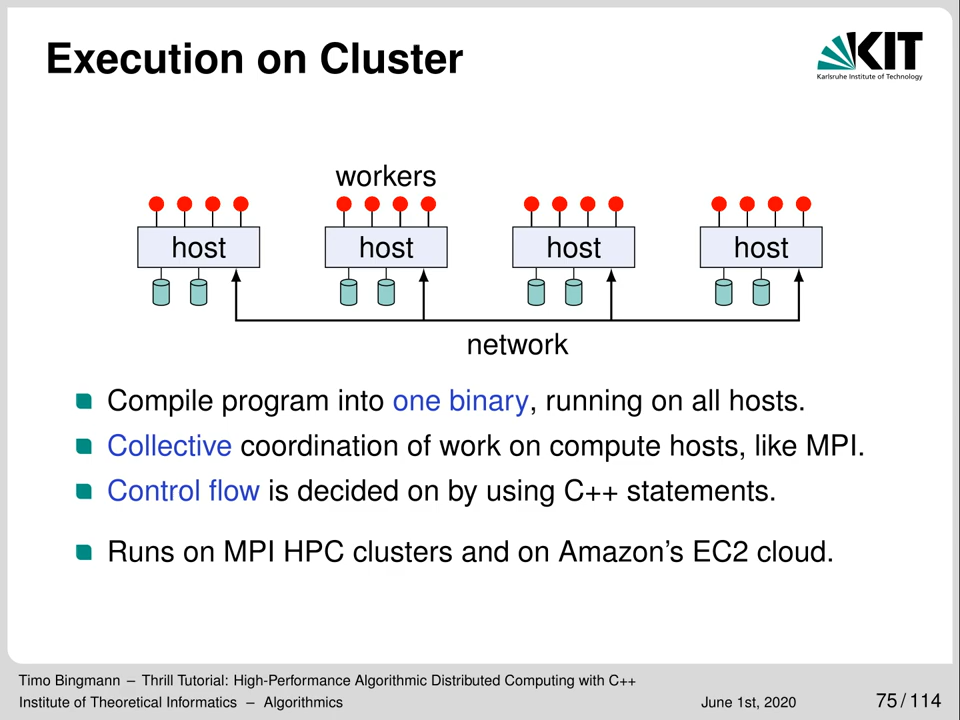 Execution on Cluster
KIT
Karlsruhe Institute of Technology
workers
host host host host
network
Compile program into one binary, running on all hosts.
Collective coordination of work on compute hosts, like MPI.
Control flow is decided on by using C++ statements.
Runs on MPI HPC clusters and on Amazon’s EC2 cloud.
Timo Bingmann – Thrill Tutorial: High-Performance Algorithmic Distributed Computing with C++
Institute of Theoretical Informatics – Algorithmics June 1st, 2020 75 / 114